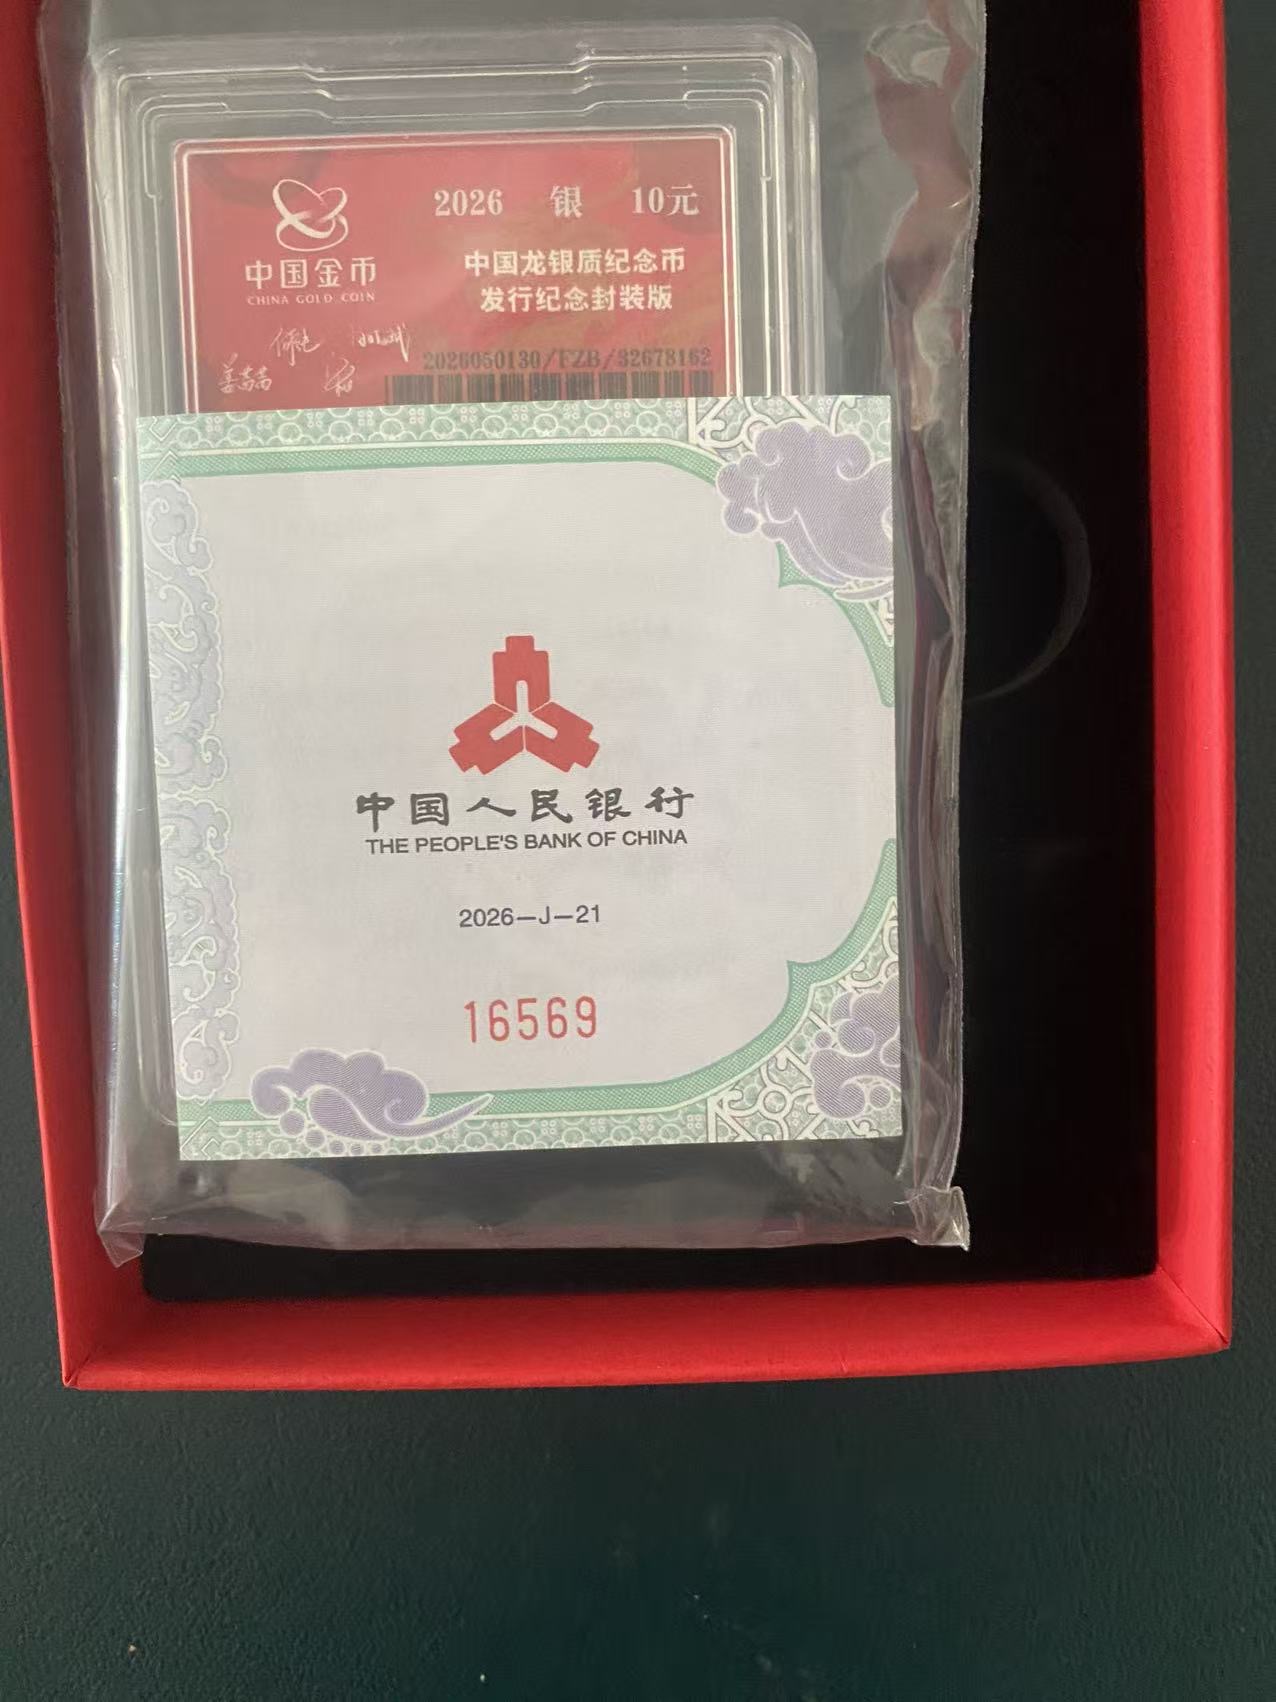 2026 银 10元
中国金币
CHINA GOLD COIN
中国龙银质纪念币
发行纪念封装版
2026050130/FZB/32678162
中国人民银行
THE PEOPLE'S BANK OF CHINA
2026—J—21
16569